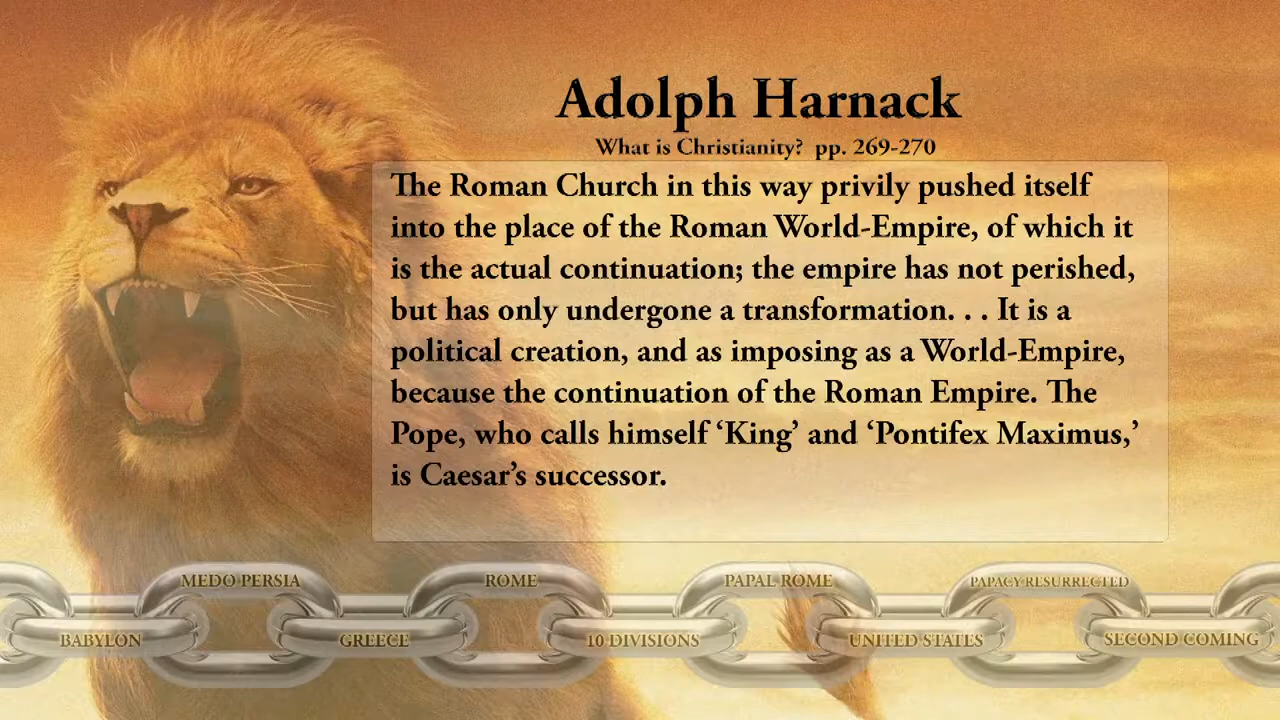 Adolph Harnack
What is Christianity? pp. 269-270
The Roman Church in this way privily pushed itself
into the place of the Roman World-Empire, of which it
is the actual continuation; the empire has not perished,
but has only undergone a transformation. . . It is a
political creation, and as imposing as a World-Empire,
because the continuation of the Roman Empire. The
Pope, who calls himself ‘King’ and ‘Pontifex Maximus,’
is Caesar’s successor.
MEDO PERSIA
ROME
PAPAL ROME
PAPACY RESURRECTED
BABYLON
GREECE
10 DIVISIONS
UNITED STATES
SECOND COMING